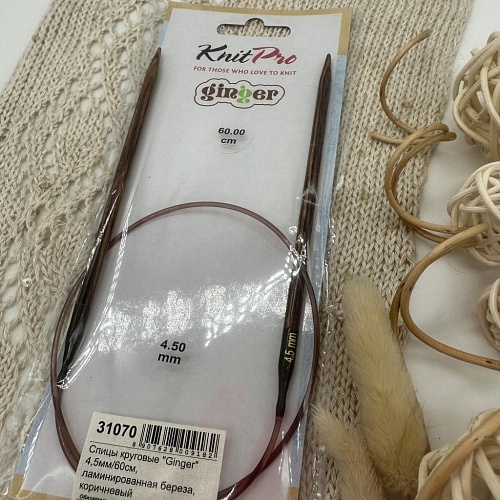 KnitPro
FOR THOSE WHO LOVE TO KNIT
ginger
60.00
cm
4.50
mm
4.5 mm
31070
8907628009182
Спицы круговые "Ginger"
4,5мм/60см,
ламинированная береза,
коричневый